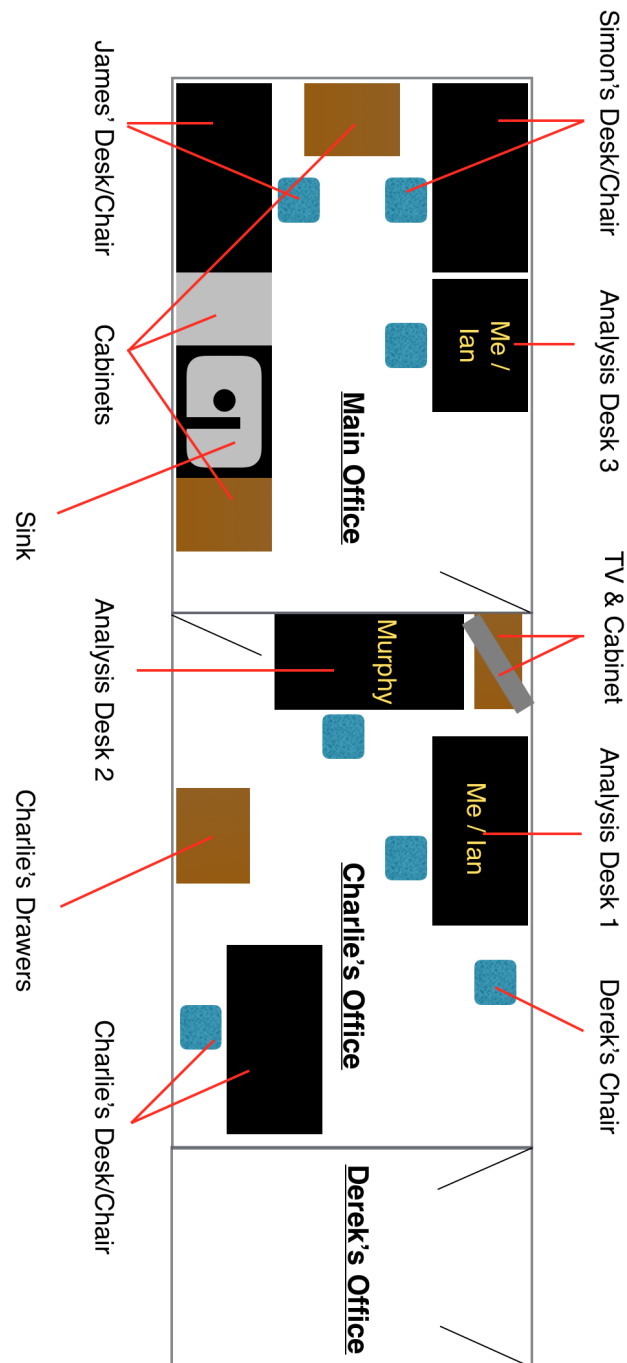 Simon's Desk/Chair
Analysis Desk 3
TV & Cabinet
Analysis Desk 1
Derek's Chair
Me /
Ian
Me / Ian
Murphy
Main Office
Charlie's Office
Derek's Office
James' Desk/Chair
Cabinets
Analysis Desk 2
Charlie's Desk/Chair
Sink
Charlie's Drawers